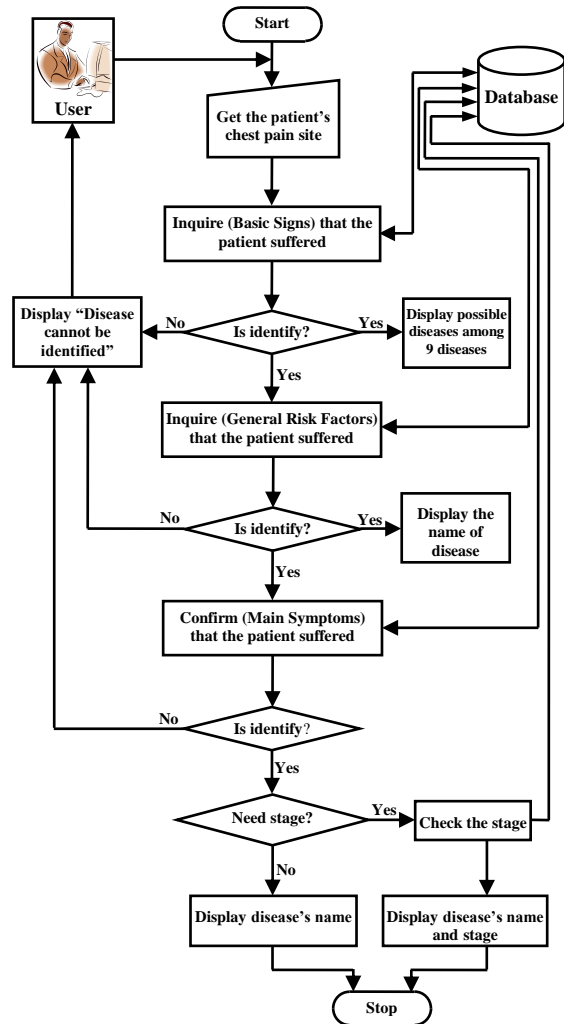 Start
User
Database
Get the patient's
chest pain site
Inquire (Basic Signs) that the
patient suffered
Display "Disease
cannot be
identified"
No
Is identify?
Yes
Display possible
diseases among
9 diseases
Yes
Inquire (General Risk Factors)
that the patient suffered
No
Is identify?
Yes
Display the
name of
disease
Yes
Confirm (Main Symptoms)
that the patient suffered
No
Is identify?
Yes
Need stage?
Yes
Check the stage
No
Display disease's name
Display disease's name
and stage
Stop